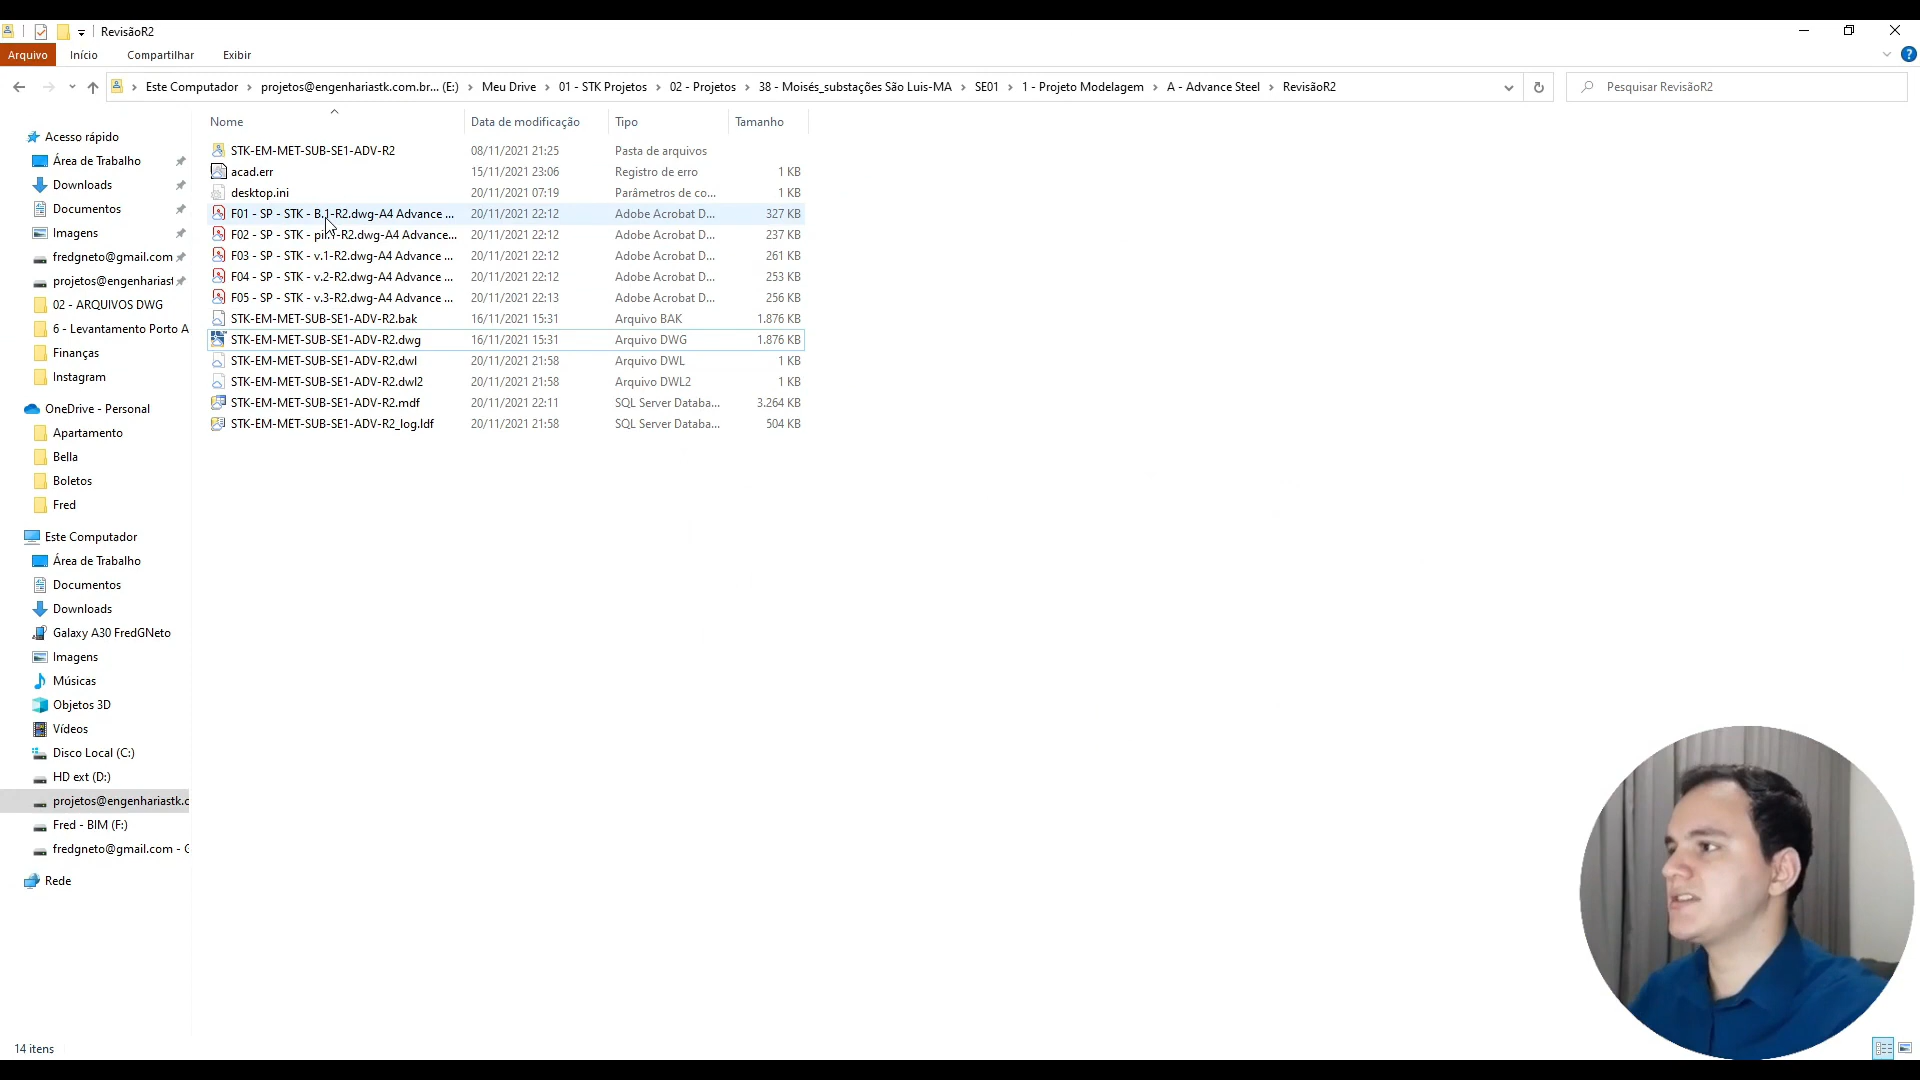 RevisãoR2
Arquivo Início Compartilhar Exibir
Este Computador projetos@engenhariastk.com.br... (E:) Meu Drive 01 - STK Projetos 02 - Projetos 38 - Moisés_substações São Luis-MA SE01 1 - Projeto Modelagem A - Advance Steel RevisãoR2 Pesquisar RevisãoR2
Nome Data de modificação Tipo Tamanho
STK-EM-MET-SUB-SE1-ADV-R2 08/11/2021 21:25 Pasta de arquivos
acad.err 15/11/2021 23:06 Registro de erro 1 KB
desktop.ini 20/11/2021 07:19 Parâmetros de co... 1 KB
F01 - SP - STK - B.1-R2.dwg-A4 Advance ... 20/11/2021 22:12 Adobe Acrobat D... 327 KB
F02 - SP - STK - pil.1-R2.dwg-A4 Advance... 20/11/2021 22:12 Adobe Acrobat D... 237 KB
F03 - SP - STK - v.1-R2.dwg-A4 Advance ... 20/11/2021 22:12 Adobe Acrobat D... 261 KB
F04 - SP - STK - v.2-R2.dwg-A4 Advance ... 20/11/2021 22:12 Adobe Acrobat D... 253 KB
F05 - SP - STK - v.3-R2.dwg-A4 Advance ... 20/11/2021 22:13 Adobe Acrobat D... 256 KB
STK-EM-MET-SUB-SE1-ADV-R2.bak 16/11/2021 15:31 Arquivo BAK 1.876 KB
STK-EM-MET-SUB-SE1-ADV-R2.dwg 16/11/2021 15:31 Arquivo DWG 1.876 KB
STK-EM-MET-SUB-SE1-ADV-R2.dwl 20/11/2021 21:58 Arquivo DWL 1 KB
STK-EM-MET-SUB-SE1-ADV-R2.dwl2 20/11/2021 21:58 Arquivo DWL2 1 KB
STK-EM-MET-SUB-SE1-ADV-R2.mdf 20/11/2021 22:11 SQL Server Databa... 3.264 KB
STK-EM-MET-SUB-SE1-ADV-R2_log.ldf 20/11/2021 21:58 SQL Server Databa... 504 KB
Acesso rápido
Área de Trabalho
Downloads
Documentos
Imagens
fredgneto@gmail.com
projetos@engenhariast
02 - ARQUIVOS DWG
6 - Levantamento Porto A
Finanças
Instagram
OneDrive - Personal
Apartamento
Bella
Boletos
Fred
Este Computador
Área de Trabalho
Documentos
Downloads
Galaxy A30 FredGNeto
Imagens
Músicas
Objetos 3D
Vídeos
Disco Local (C:)
HD ext (D:)
projetos@engenhariastk.c
Fred - BIM (F:)
fredgneto@gmail.com - G
Rede
14 itens